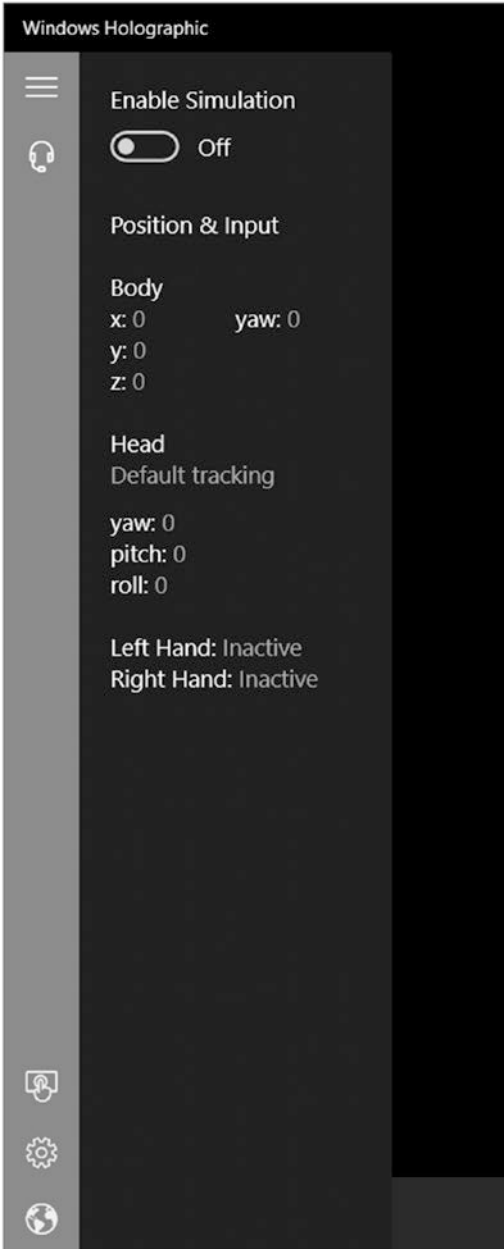 Windows Holographic
Enable Simulation
Off
Position & Input
Body
x: 0 yaw: 0
y: 0
z: 0
Head
Default tracking
yaw: 0
pitch: 0
roll: 0
Left Hand: Inactive
Right Hand: Inactive